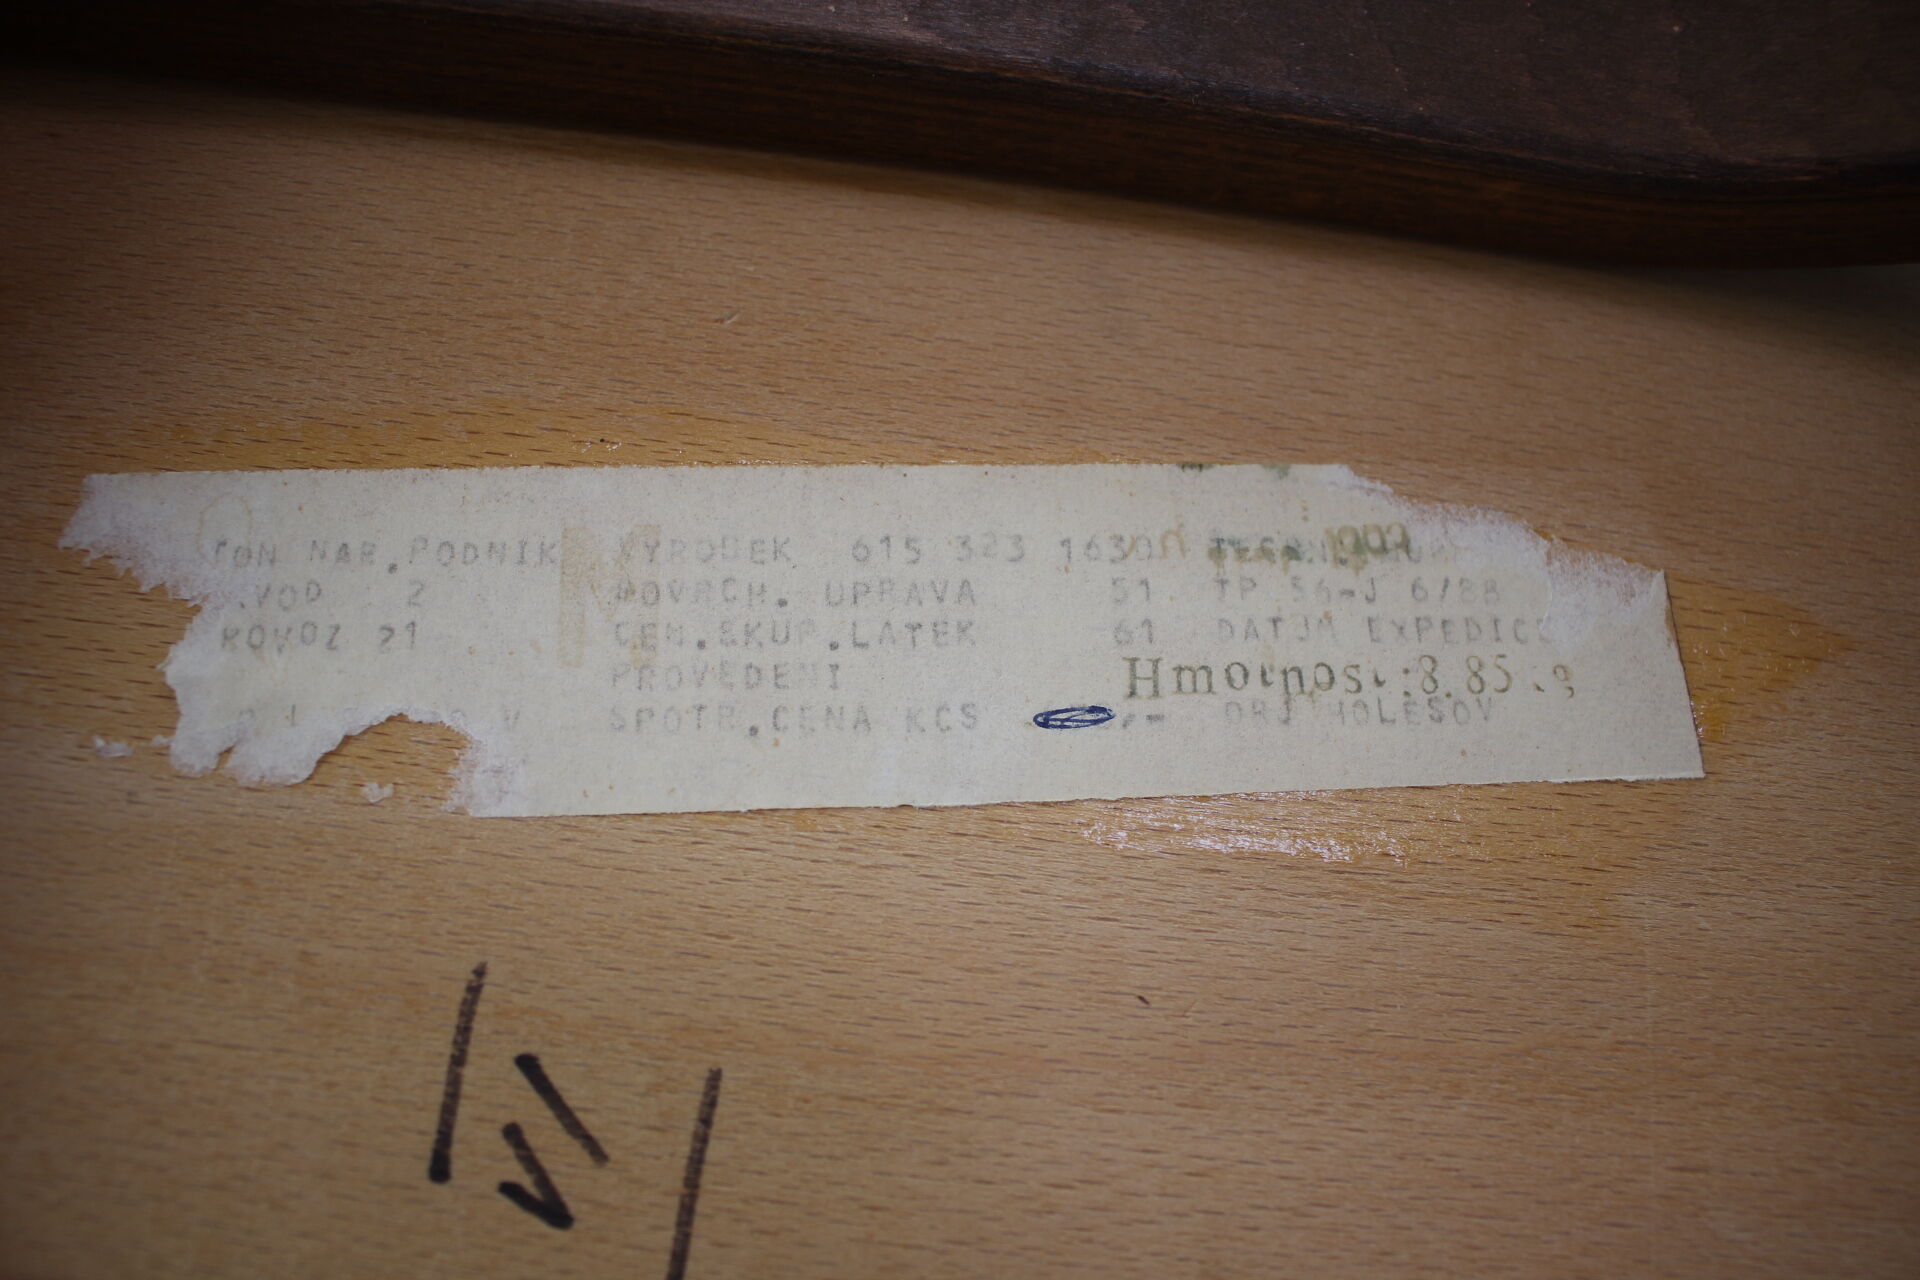 TON NAR.PODNIK VYROBEK 615 323 1630
VOD 2 POVRCH. UPRAVA 51 TP 56-J 6/88
ROVOZ 21 CEN.SKUP.LATEK 61 DATUM EXPEDICE
PROVEDENI Hmotnost:8.85
SPOTR.CENA KCS ,- ORJ HOLESOV